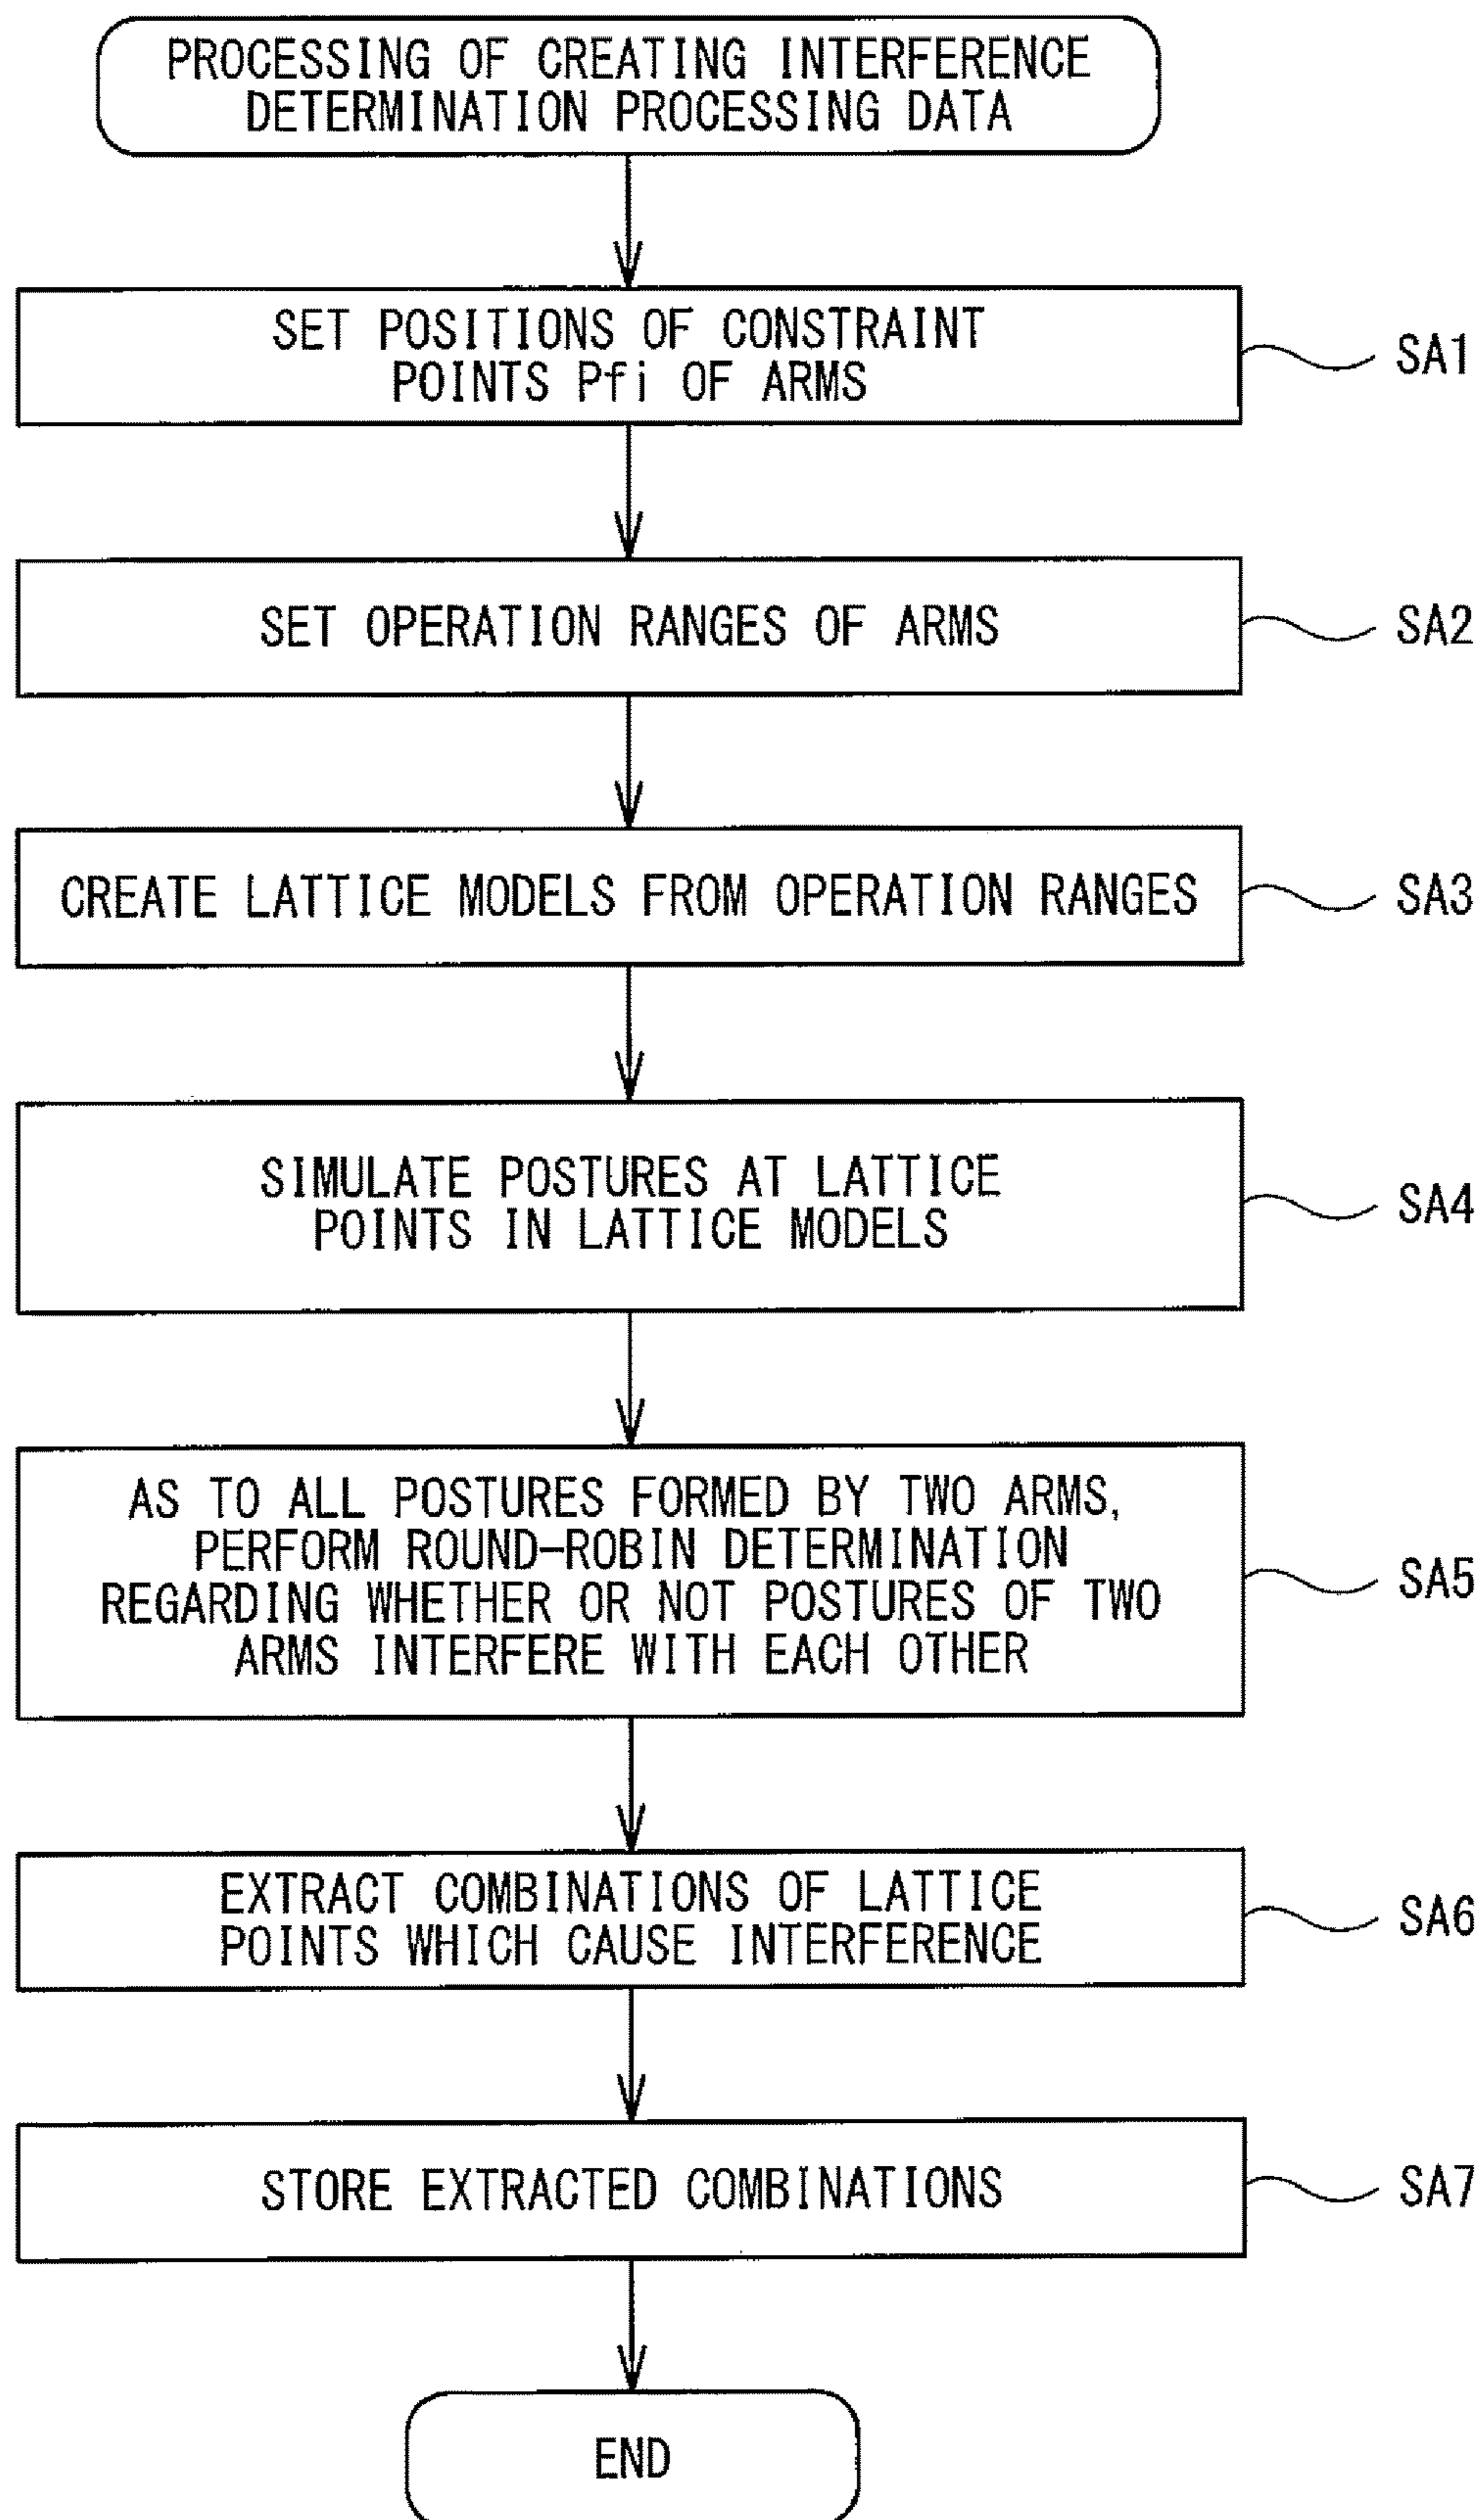 PROCESSING OF CREATING INTERFERENCE
DETERMINATION PROCESSING DATA
SET POSITIONS OF CONSTRAINT
POINTS Pfi OF ARMS
SA1
SET OPERATION RANGES OF ARMS
SA2
CREATE LATTICE MODELS FROM OPERATION RANGES
SA3
SIMULATE POSTURES AT LATTICE
POINTS IN LATTICE MODELS
SA4
AS TO ALL POSTURES FORMED BY TWO ARMS,
PERFORM ROUND-ROBIN DETERMINATION
REGARDING WHETHER OR NOT POSTURES OF TWO
ARMS INTERFERE WITH EACH OTHER
SA5
EXTRACT COMBINATIONS OF LATTICE
POINTS WHICH CAUSE INTERFERENCE
SA6
STORE EXTRACTED COMBINATIONS
SA7
END